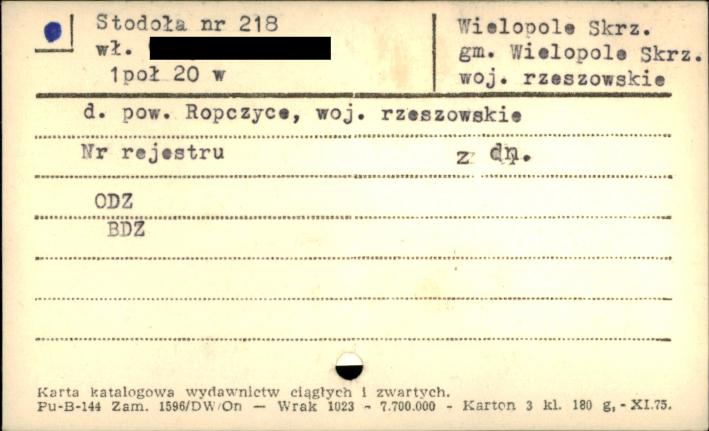 Stodoła nr 218
wł.
1poł 20 w
Wielopole Skrz.
gm. Wielopole Skrz.
woj. rzeszowskie
d. pow. Ropczyce, woj. rzeszowskie
Nr rejestru z dn.
ODZ
BDZ
Karta katalogowa wydawnictw ciągłych i zwartych.
Pu-B-144 Zam. 1596/DW/On — Wrak 1023 - 7.700.000 - Karton 3 kl. 180 g, - XI.75.